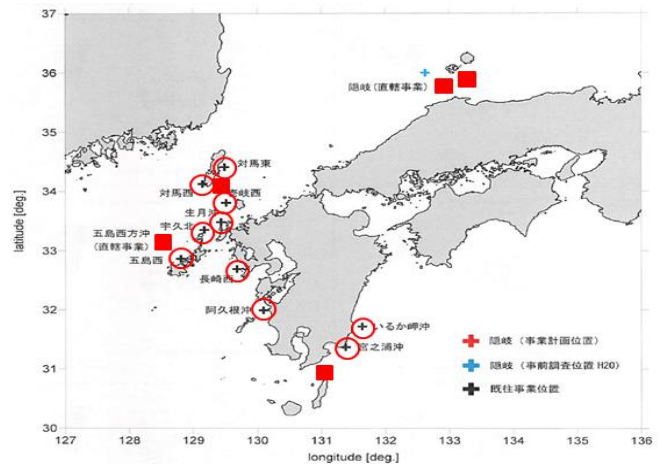 37
36
35
34
33
32
31
30
latitude [deg.]
隠岐(直轄事業)
対馬東
対馬西
壱岐西
生月沖
宇久北
五島西方沖
(直轄事業)
五島西
長崎西
阿久根沖
いるか岬沖
宮之浦沖
隠岐(事業計画位置)
隠岐(事前調査位置 H20)
既往事業位置
127 128 129 130 131 132 133 134 135 136
longitude [deg.]